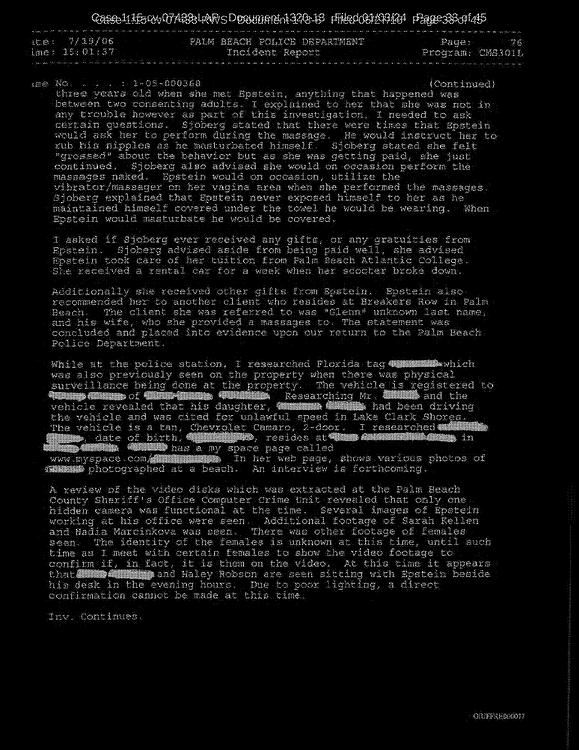 Case 1:15-cv-07433-LAP Document 1320-13 Filed 01/03/24 Page 38 of 45
7/19/06 PALM BEACH POLICE DEPARTMENT Page: 76
15:01:37 Incident Report Program: CMS301L
No. . . . : 1-05-000368 (Continued)
three years old when she met Epstein, anything that happened was
between two consenting adults. I explained to her that she was not in
any trouble however as part of this investigation, I needed to ask
certain questions. Sjoberg stated that there were times that Epstein
would ask her to perform during the massage. He would instruct her to
rub his nipples as he masturbated himself. Sjoberg stated she felt
"grossed" about the behavior but as she was getting paid, she just
continued. Sjoberg also advised she would on occasion perform the
massages naked. Epstein would on occasion, utilize the
vibrator/massager on her vagina area when she performed the massages.
Sjoberg explained that Epstein never exposed himself to her as he
maintained himself covered under the towel he would be wearing. When
Epstein would masturbate he would be covered.
I asked if Sjoberg ever received any gifts, or any gratuities from
Epstein. Sjoberg advised aside from being paid well, she advised
Epstein took care of her tuition from Palm Beach Atlantic College.
She received a rental car for a week when her scooter broke down.
Additionally she received other gifts from Epstein. Epstein also
recommended her to another client who resides at Breakers Row in Palm
Beach. The client she was referred to was "Glenn" unknown last name,
and his wife, who she provided a massages to. The statement was
concluded and placed into evidence upon our return to the Palm Beach
Police Department.
While at the police station, I researched Florida tag which
was also previously seen on the property when there was physical
surveillance being done at the property. The vehicle is registered to
of Researching Mr. and the
vehicle revealed that his daughter, had been driving
the vehicle and was cited for unlawful speed in Lake Clark Shores.
The vehicle is a tan, Chevrolet Camaro, 2-door. I researched
, date of birth, , resides at in
has a my space page called
www.myspace.com/ In her web page, shows various photos of
photographed at a beach. An interview is forthcoming.
A review of the video disks which was extracted at the Palm Beach
County Sheriff's Office Computer Crime Unit revealed that only one
hidden camera was functional at the time. Several images of Epstein
working at his office were seen. Additional footage of Sarah Kellen
and Nadia Marcinkova was seen. There was other footage of females
seen. The identity of the females is unknown at this time, until such
time as I meet with certain females to show the video footage to
confirm if, in fact, it is them on the video. At this time it appears
that and Haley Robson are seen sitting with Epstein beside
his desk in the evening hours. Due to poor lighting, a direct
confirmation cannot be made at this time.
Inv. Continues.